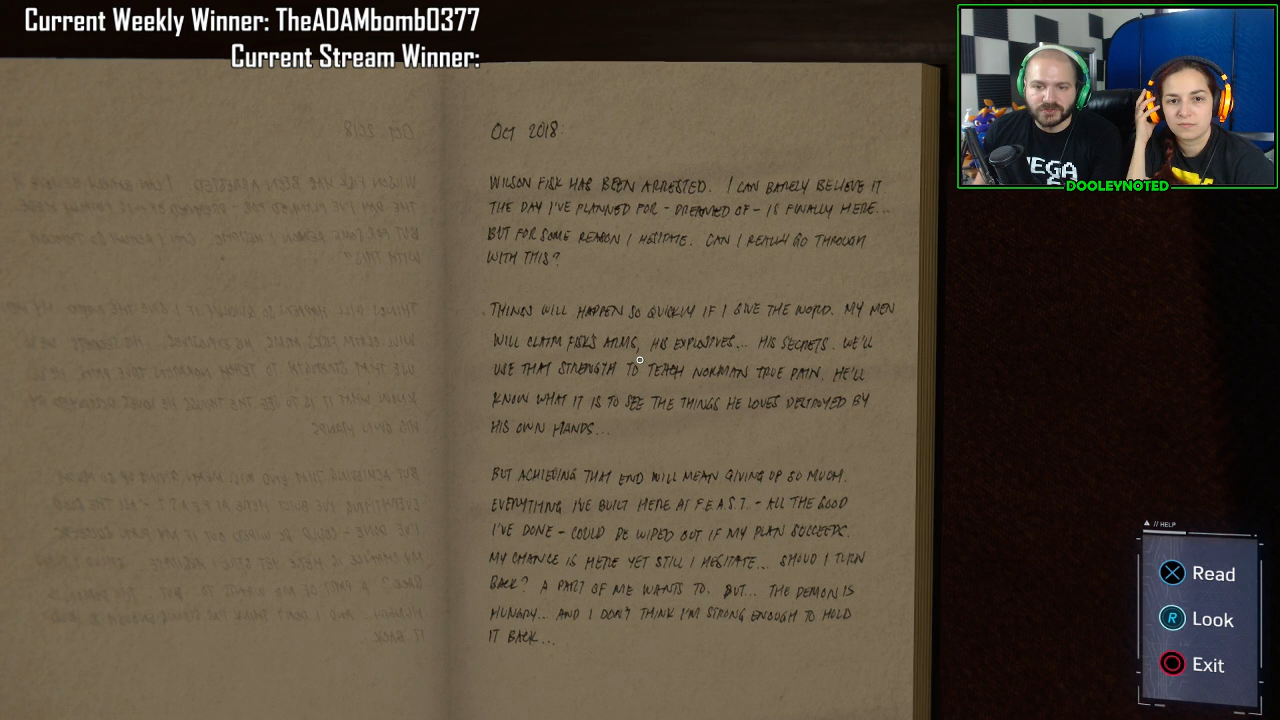 Current Weekly Winner: TheADAMbomb0377
Current Stream Winner:
OCT 2018:
WILSON FISK HAS BEEN ARRESTED. I CAN BARELY BELIEVE IT
THE DAY I'VE PLANNED FOR - DREAMED OF - IS FINALLY HERE...
BUT FOR SOME REASON I HESITATE. CAN I REALLY GO THROUGH
WITH THIS?
THINGS WILL HAPPEN SO QUICKLY IF I GIVE THE WORD. MY MEN
WILL CLAIM FISK'S ARMS, HIS EXPLOSIVES... HIS SECRETS. WE'LL
USE THAT STRENGTH TO TEACH NORMAN TRUE PAIN. HE'LL
KNOW WHAT IT IS TO SEE THE THINGS HE LOVES DESTROYED BY
HIS OWN HANDS...
BUT ACHIEVING THAT END WILL MEAN GIVING UP SO MUCH.
EVERYTHING I'VE BUILT HERE AT F.E.A.S.T. - ALL THE GOOD
I'VE DONE - COULD BE WIPED OUT IF MY PLAN SUCCEEDS.
MY CHANCE IS HERE YET STILL I HESITATE... SHOULD I TURN
BACK? A PART OF ME WANTS TO. BUT... THE DEMON IS
HUNGRY... AND I DON'T THINK I'M STRONG ENOUGH TO HOLD
IT BACK...
DOOLEYNOTED
// HELP
Read
R Look
Exit